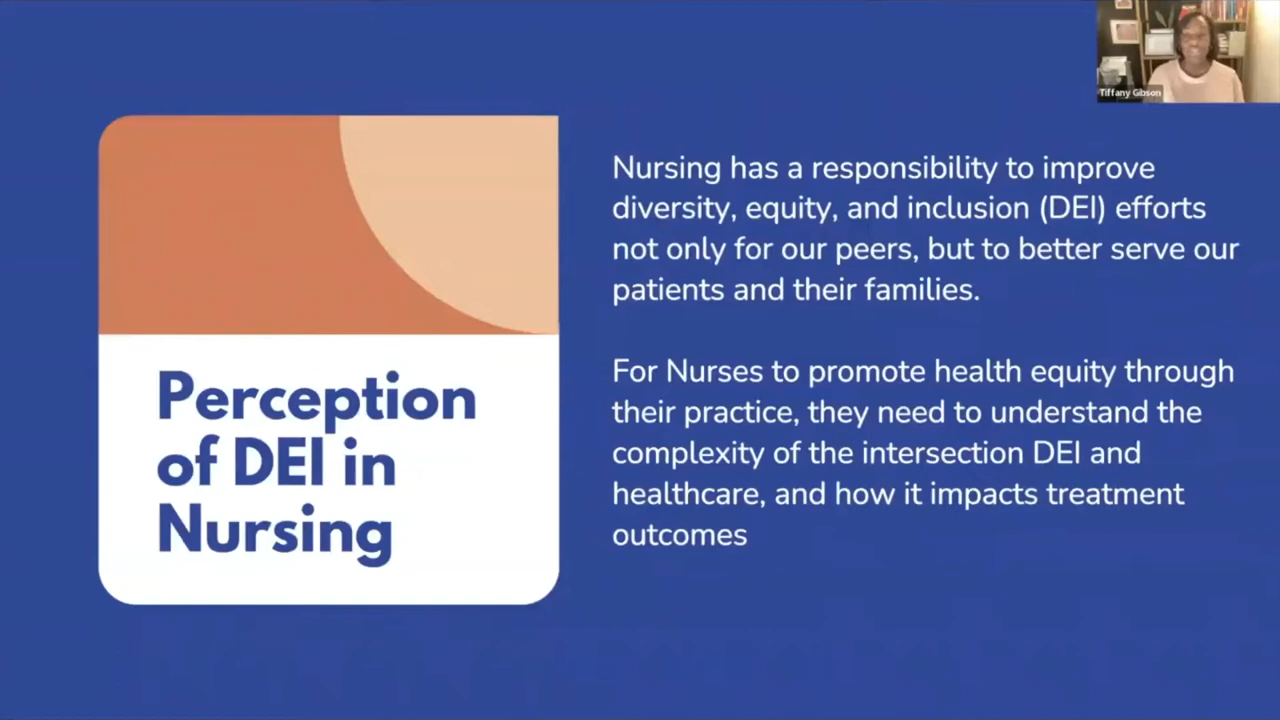 Tiffany Gibson
Perception
of DEI in
Nursing
Nursing has a responsibility to improve
diversity, equity, and inclusion (DEI) efforts
not only for our peers, but to better serve our
patients and their families.
For Nurses to promote health equity through
their practice, they need to understand the
complexity of the intersection DEI and
healthcare, and how it impacts treatment
outcomes